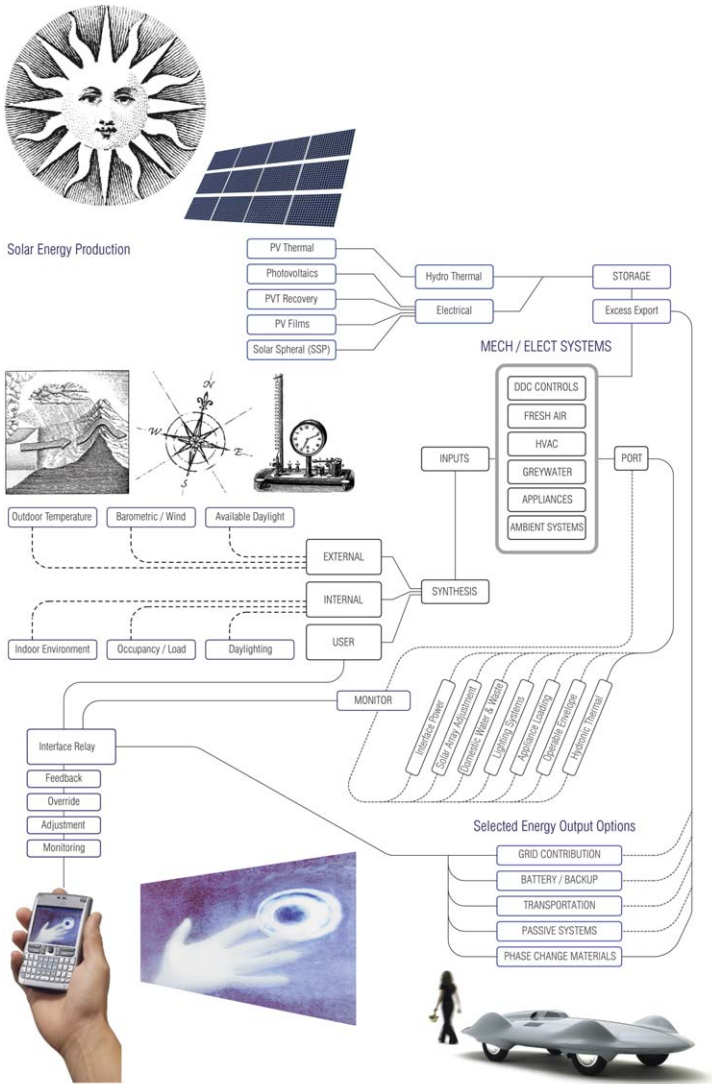 Solar Energy Production
PV Thermal
Photovoltaics
PVT Recovery
PV Films
Solar Spheral (SSP)
Hydro Thermal
Electrical
STORAGE
Excess Export
MECH / ELECT SYSTEMS
DDC CONTROLS
FRESH AIR
HVAC
GREYWATER
APPLIANCES
AMBIENT SYSTEMS
INPUTS
PORT
N
W
E
S
Outdoor Temperature
Barometric / Wind
Available Daylight
EXTERNAL
INTERNAL
USER
SYNTHESIS
Indoor Environment
Occupancy / Load
Daylighting
MONITOR
Interface Power
Solar Array Adjustment
Domestic Water & Waste
Lighting Systems
Appliance Loading
Operable Envelope
Hydronic Thermal
Interface Relay
Feedback
Override
Adjustment
Monitoring
Selected Energy Output Options
GRID CONTRIBUTION
BATTERY / BACKUP
TRANSPORTATION
PASSIVE SYSTEMS
PHASE CHANGE MATERIALS